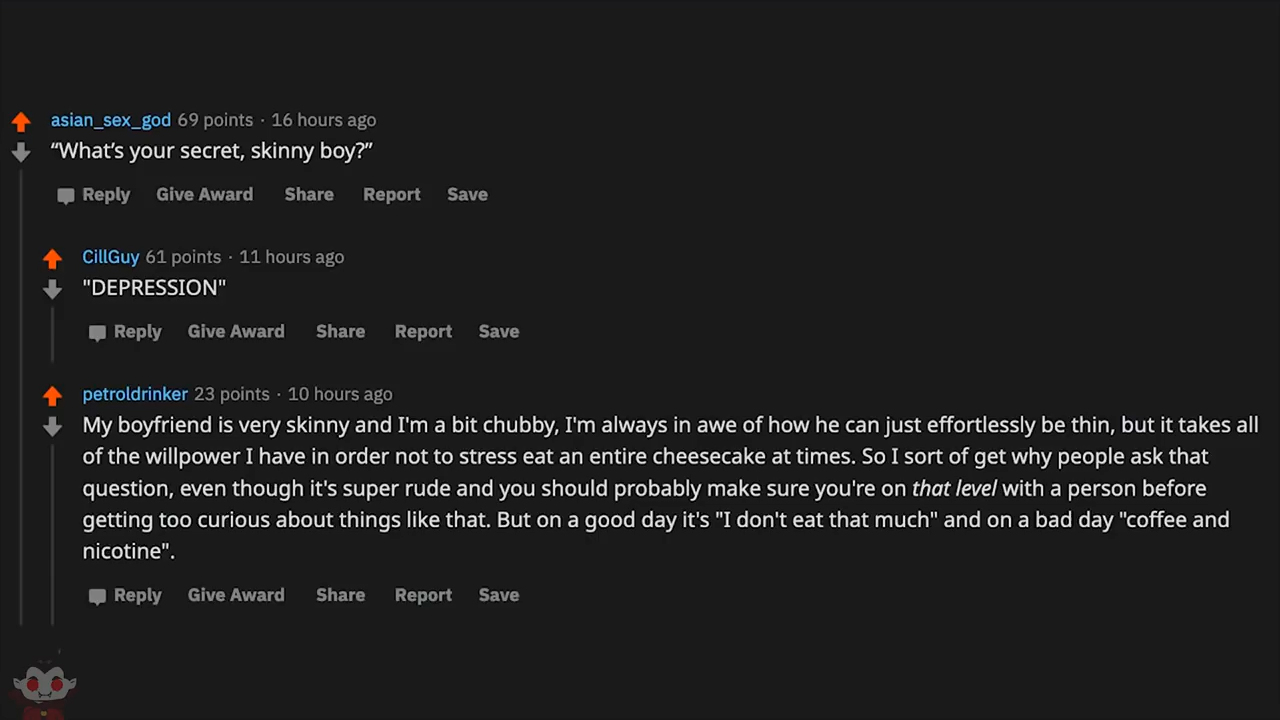 asian_sex_god 69 points · 16 hours ago
“What’s your secret, skinny boy?”
Reply Give Award Share Report Save
CillGuy 61 points · 11 hours ago
"DEPRESSION"
Reply Give Award Share Report Save
petroldrinker 23 points · 10 hours ago
My boyfriend is very skinny and I'm a bit chubby, I'm always in awe of how he can just effortlessly be thin, but it takes all
of the willpower I have in order not to stress eat an entire cheesecake at times. So I sort of get why people ask that
question, even though it's super rude and you should probably make sure you're on that level with a person before
getting too curious about things like that. But on a good day it's "I don't eat that much" and on a bad day "coffee and
nicotine".
Reply Give Award Share Report Save